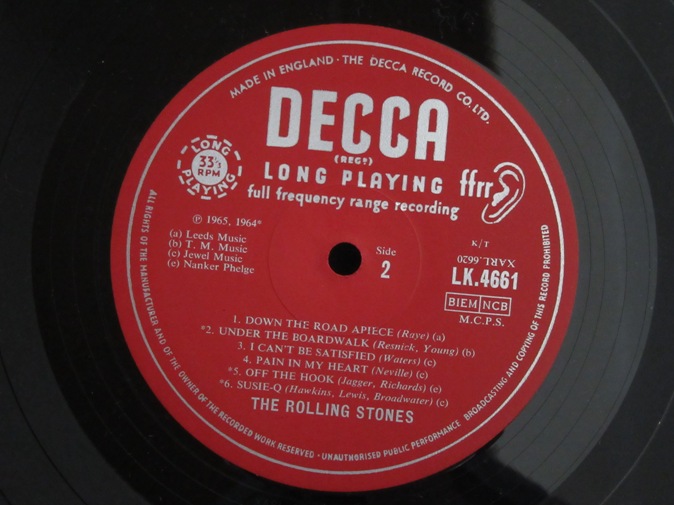 MADE IN ENGLAND · THE DECCA RECORD CO. LTD.
DECCA
(REGD)
LONG PLAYING
33⅓
RPM
LONG PLAYING
ffrr
full frequency range recording
℗ 1965, 1964*
(a) Leeds Music
(b) T. M. Music
(c) Jewel Music
(e) Nanker Phelge
Side
2
K/T
XARL.6620
LK.4661
BIEM NCB
M.C.P.S.
1. DOWN THE ROAD APIECE (Raye) (a)
*2. UNDER THE BOARDWALK (Resnick, Young) (b)
3. I CAN'T BE SATISFIED (Waters) (c)
4. PAIN IN MY HEART (Neville) (c)
*5. OFF THE HOOK (Jagger, Richards) (e)
*6. SUSIE-Q (Hawkins, Lewis, Broadwater) (c)
THE ROLLING STONES
ALL RIGHTS OF THE MANUFACTURER AND OF THE OWNER OF THE RECORDED WORK RESERVED · UNAUTHORISED PUBLIC PERFORMANCE BROADCASTING AND COPYING OF THIS RECORD PROHIBITED